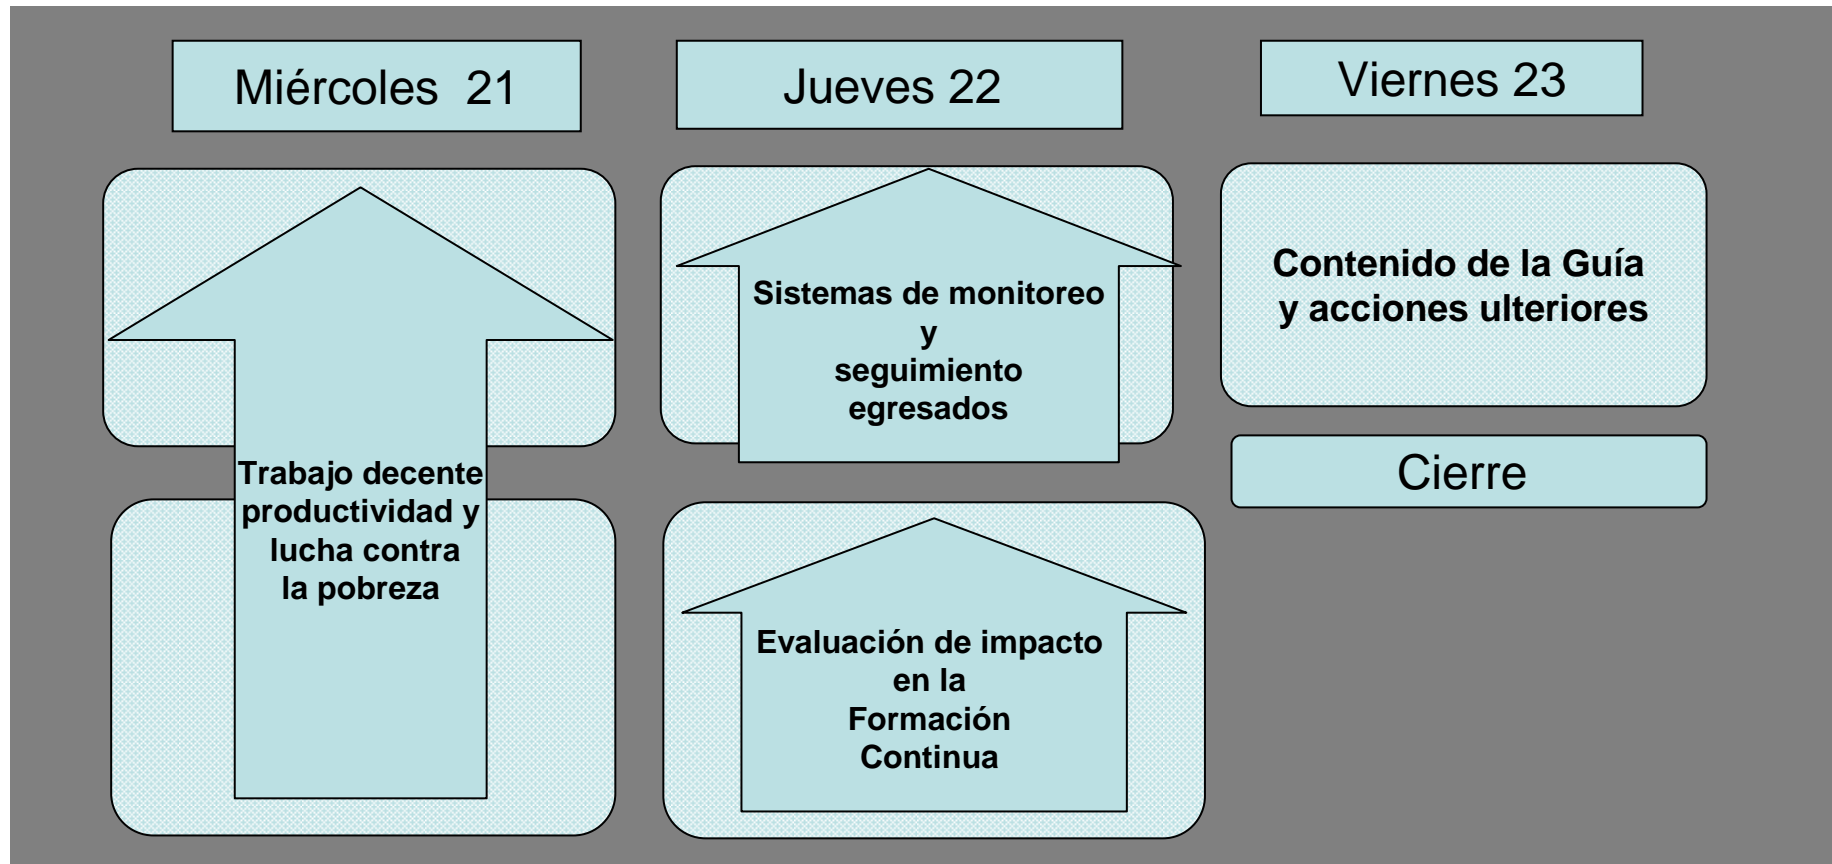 Miércoles 21
Jueves 22
Viernes 23
Trabajo decente
productividad y
lucha contra
la pobreza
Sistemas de monitoreo
y
seguimiento
egresados
Evaluación de impacto
en la
Formación
Continua
Contenido de la Guía
y acciones ulteriores
Cierre